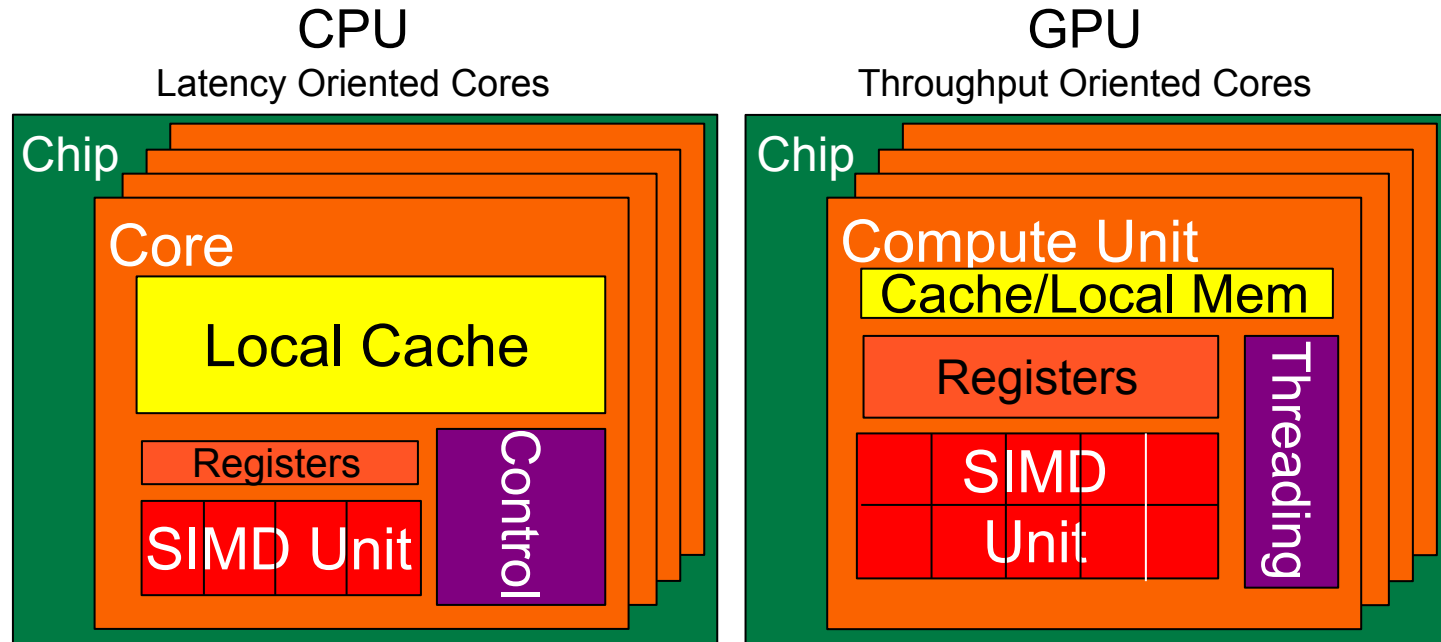 CPU
Latency Oriented Cores
Chip
Core
Local Cache
Registers
SIMD Unit
Control
GPU
Throughput Oriented Cores
Chip
Compute Unit
Cache/Local Mem
Registers
SIMD
Unit
Threading